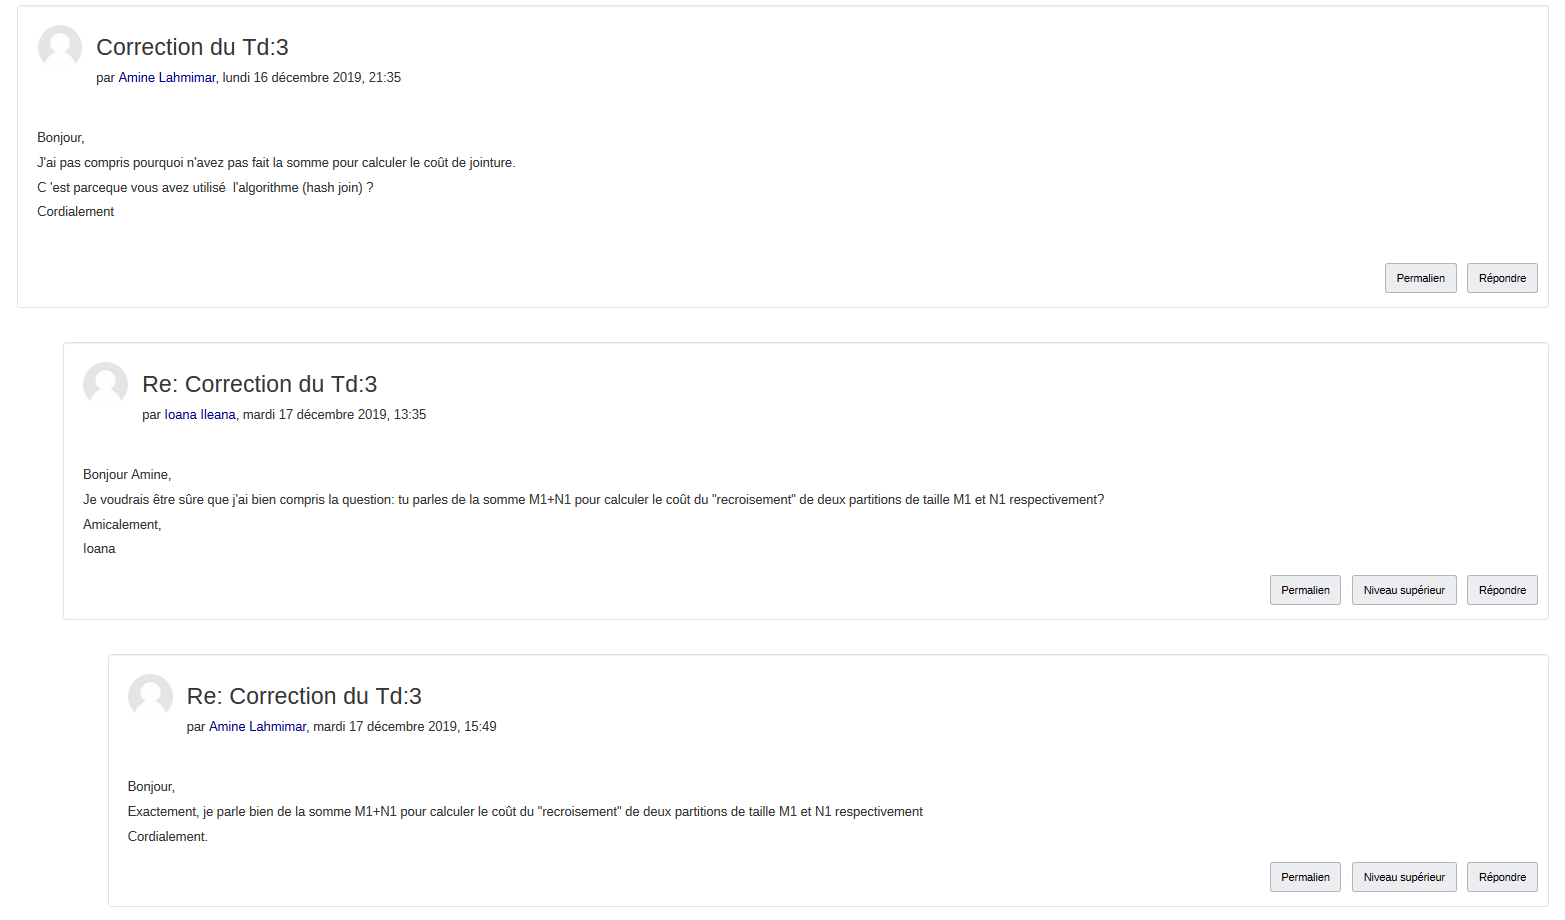 Correction du Td:3
par Amine Lahmimar, lundi 16 décembre 2019, 21:35
Bonjour,
J'ai pas compris pourquoi n'avez pas fait la somme pour calculer le coût de jointure.
C 'est parceque vous avez utilisé  l'algorithme (hash join) ?
Cordialement
Permalien Répondre
Re: Correction du Td:3
par Ioana Ileana, mardi 17 décembre 2019, 13:35
Bonjour Amine,
Je voudrais être sûre que j'ai bien compris la question: tu parles de la somme M1+N1 pour calculer le coût du "recroisement" de deux partitions de taille M1 et N1 respectivement?
Amicalement,
Ioana
Permalien Niveau supérieur Répondre
Re: Correction du Td:3
par Amine Lahmimar, mardi 17 décembre 2019, 15:49
Bonjour,
Exactement, je parle bien de la somme M1+N1 pour calculer le coût du "recroisement" de deux partitions de taille M1 et N1 respectivement
Cordialement.
Permalien Niveau supérieur Répondre